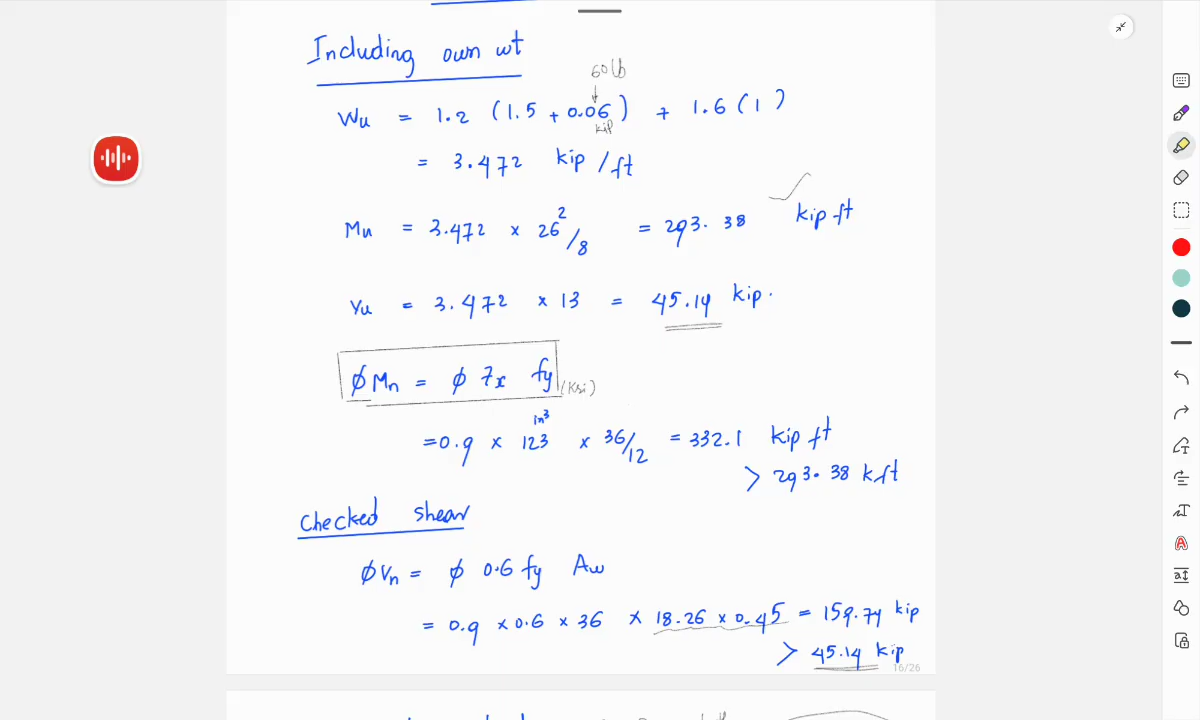 Including own wt
60lb
Wu = 1.2 (1.5 + 0.06) + 1.6 (1)
kip
= 3.472 kip/ft
Mu = 3.472 x 26²/8 = 293.38 kip ft
Vu = 3.472 x 13 = 45.14 kip.
φMn = φ Zx fy (Ksi)
in³
= 0.9 x 123 x 36/12 = 332.1 kip ft
> 293.38 k ft
Checked shear
φVn = φ 0.6 fy Aw
= 0.9 x 0.6 x 36 x 18.26 x 0.45 = 159.74 kip
> 45.14 kip
16/26